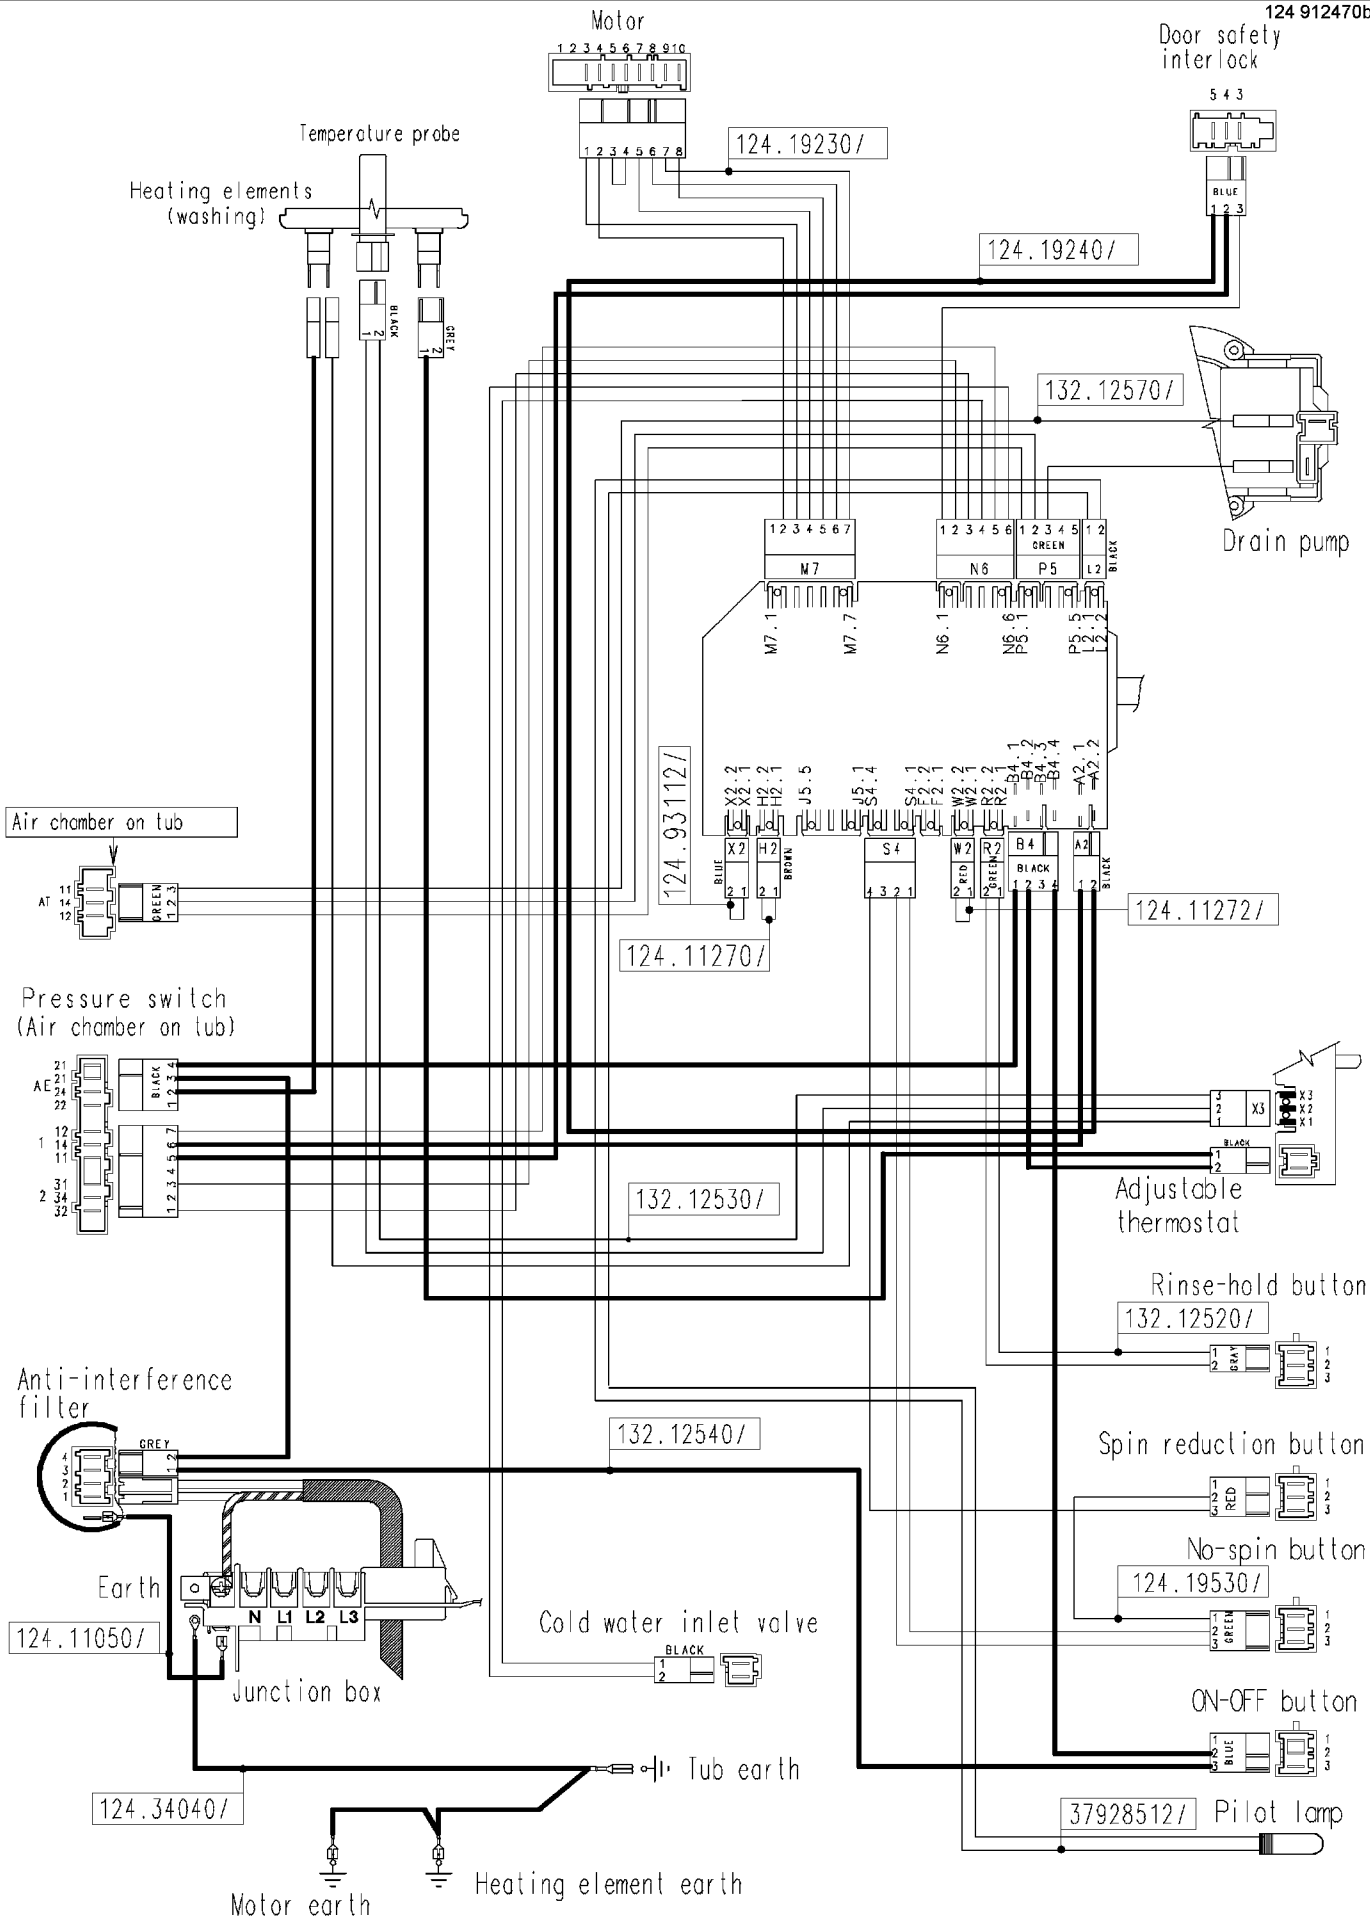 124 912470b
Motor
1 2 3 4 5 6 7 8 9 10
1 2 3 4 5 6 7 8
124.19230/
Door safety
interlock
5 4 3
BLUE
1 2 3
124.19240/
Temperature probe
Heating elements
(washing)
BLACK
1 2
GREY
1 2
132.12570/
Drain pump
1 2 3 4 5 6 7
M7
1 2 3 4 5 6
N6
1 2 3 4 5
GREEN
P5
1 2
L2
BLACK
M7.1
M7.7
N6.1
N6.6
P5.1
P5.5
L2.1
L2.2
B4.1
B4.2
B4.3
B4.4
A2.1
A2.2
X2.2
X2.1
H2.2
H2.1
J5.5
J5.1
S4.4
S4.1
F2.2
F2.1
W2.2
W2.1
R2.2
R2.1
124.93112/
BLUE
X2
2 1
H2
2 1
BROWN
S4
4 3 2 1
W2
RED
2 1
R2
GREEN
2 1
B4
BLACK
1 2 3 4
A2
1 2
BLACK
124.11270/
124.11272/
Air chamber on tub
AT
11
14
12
GREEN
1 2 3
Pressure switch
(Air chamber on tub)
AE
21
21
24
22
BLACK
1 2 3 4
1
12
14
11
2
31
34
32
1 2 3 4 5 6 7
3
2
1
X3
X3
X2
X1
BLACK
1
2
Adjustable
thermostat
132.12530/
Rinse-hold button
132.12520/
1
2
GRAY
1
2
3
Anti-interference
filter
GREY
1 2
4
3
2
1
132.12540/
Spin reduction button
1
2
3
RED
1
2
3
No-spin button
124.19530/
1
2
3
GREEN
1
2
3
Earth
N L1 L2 L3
124.11050/
Junction box
Cold water inlet valve
BLACK
1
2
ON-OFF button
1
2
3
BLUE
1
2
3
Tub earth
124.34040/
37928512/
Pilot lamp
Motor earth
Heating element earth